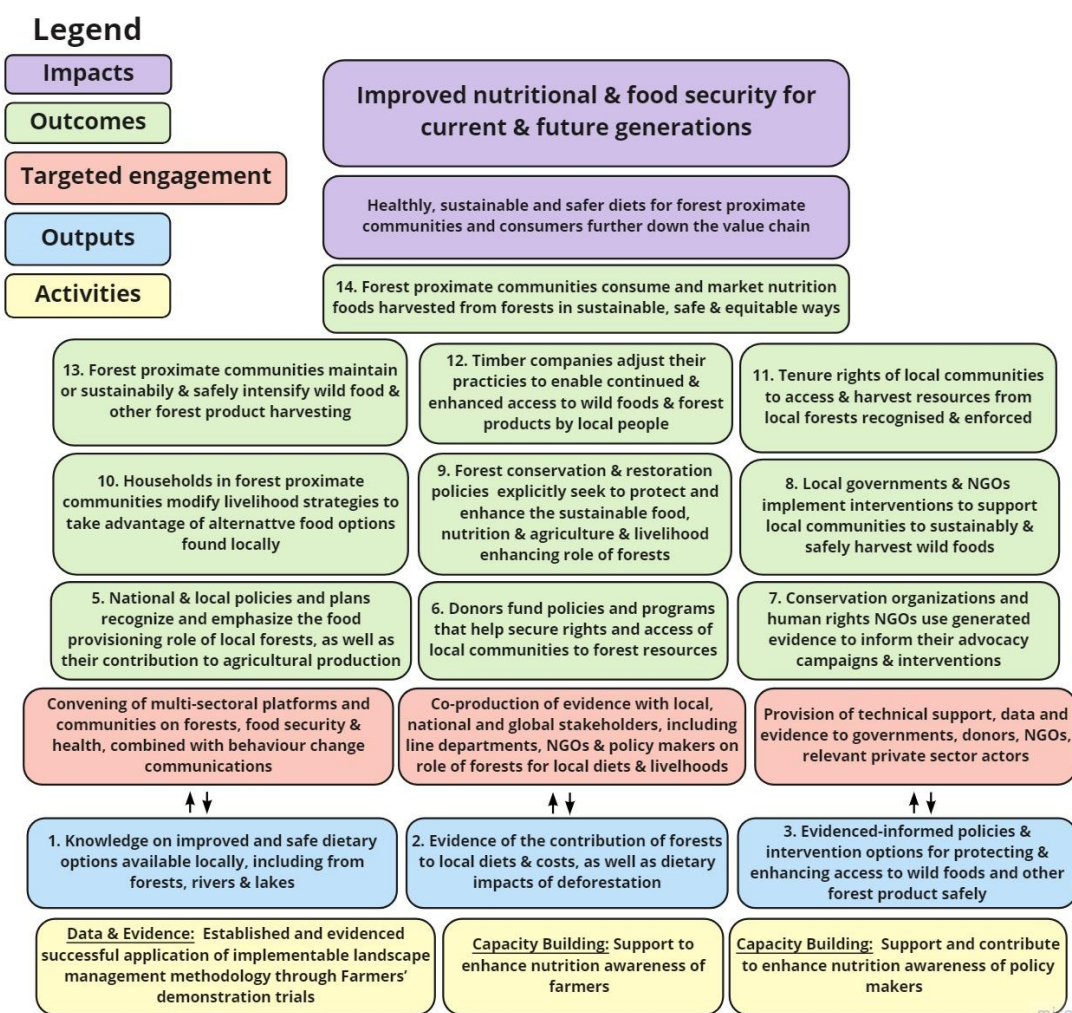 Legend
Impacts
Outcomes
Targeted engagement
Outputs
Activities
Improved nutritional & food security for
current & future generations
Healthly, sustainable and safer diets for forest proximate
communities and consumers further down the value chain
14. Forest proximate communities consume and market nutrition
foods harvested from forests in sustainable, safe & equitable ways
13. Forest proximate communities maintain
or sustainabily & safely intensify wild food &
other forest product harvesting
12. Timber companies adjust their
practicies to enable continued &
enhanced access to wild foods & forest
products by local people
11. Tenure rights of local communities
to access & harvest resources from
local forests recognised & enforced
10. Households in forest proximate
communities modify livelihood strategies to
take advantage of alternattve food options
found locally
9. Forest conservation & restoration
policies explicitly seek to protect and
enhance the sustainable food,
nutrition & agriculture & livelihood
enhancing role of forests
8. Local governments & NGOs
implement interventions to support
local communities to sustainably &
safely harvest wild foods
5. National & local policies and plans
recognize and emphasize the food
provisioning role of local forests, as well as
their contribution to agricultural production
6. Donors fund policies and programs
that help secure rights and access of
local communities to forest resources
7. Conservation organizations and
human rights NGOs use generated
evidence to inform their advocacy
campaigns & interventions
Convening of multi-sectoral platforms and
communities on forests, food security &
health, combined with behaviour change
communications
Co-production of evidence with local,
national and global stakeholders, including
line departments, NGOs & policy makers on
role of forests for local diets & livelhoods
Provision of technical support, data and
evidence to governments, donors, NGOs,
relevant private sector actors
1. Knowledge on improved and safe dietary
options available locally, including from
forests, rivers & lakes
2. Evidence of the contribution of forests
to local diets & costs, as well as dietary
impacts of deforestation
3. Evidenced-informed policies &
intervention options for protecting &
enhancing access to wild foods and other
forest product safely
Data & Evidence: Established and evidenced
successful application of implementable landscape
management methodology through Farmers'
demonstration trials
Capacity Building: Support to
enhance nutrition awareness of
farmers
Capacity Building: Support and contribute
to enhance nutrition awareness of policy
makers